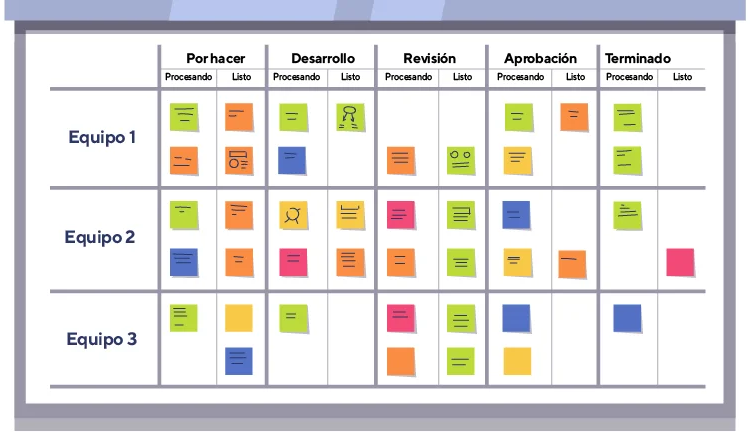 Por hacer Desarrollo Revisión Aprobación Terminado
Procesando Listo Procesando Listo Procesando Listo Procesando Listo Procesando Listo
Equipo 1
Equipo 2
Equipo 3